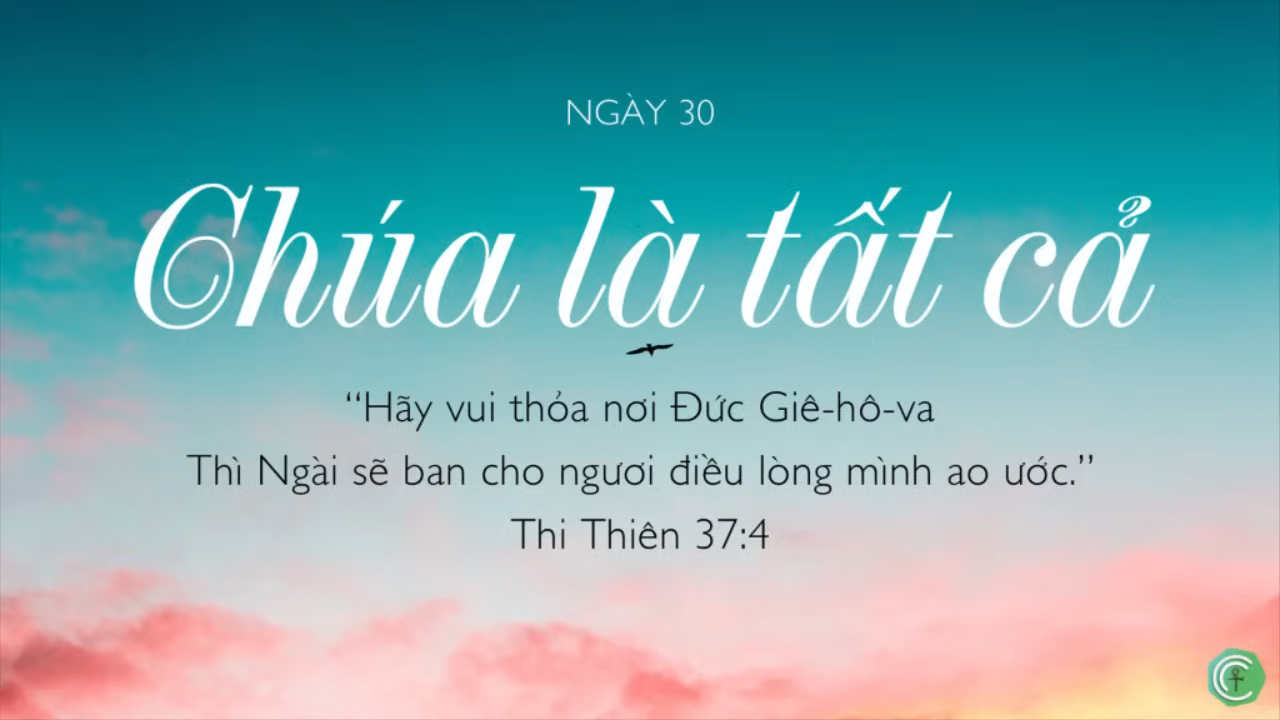 NGÀY 30
Chúa là tất cả
“Hãy vui thỏa nơi Đức Giê-hô-va
Thì Ngài sẽ ban cho ngươi điều lòng mình ao ước.”
Thi Thiên 37:4